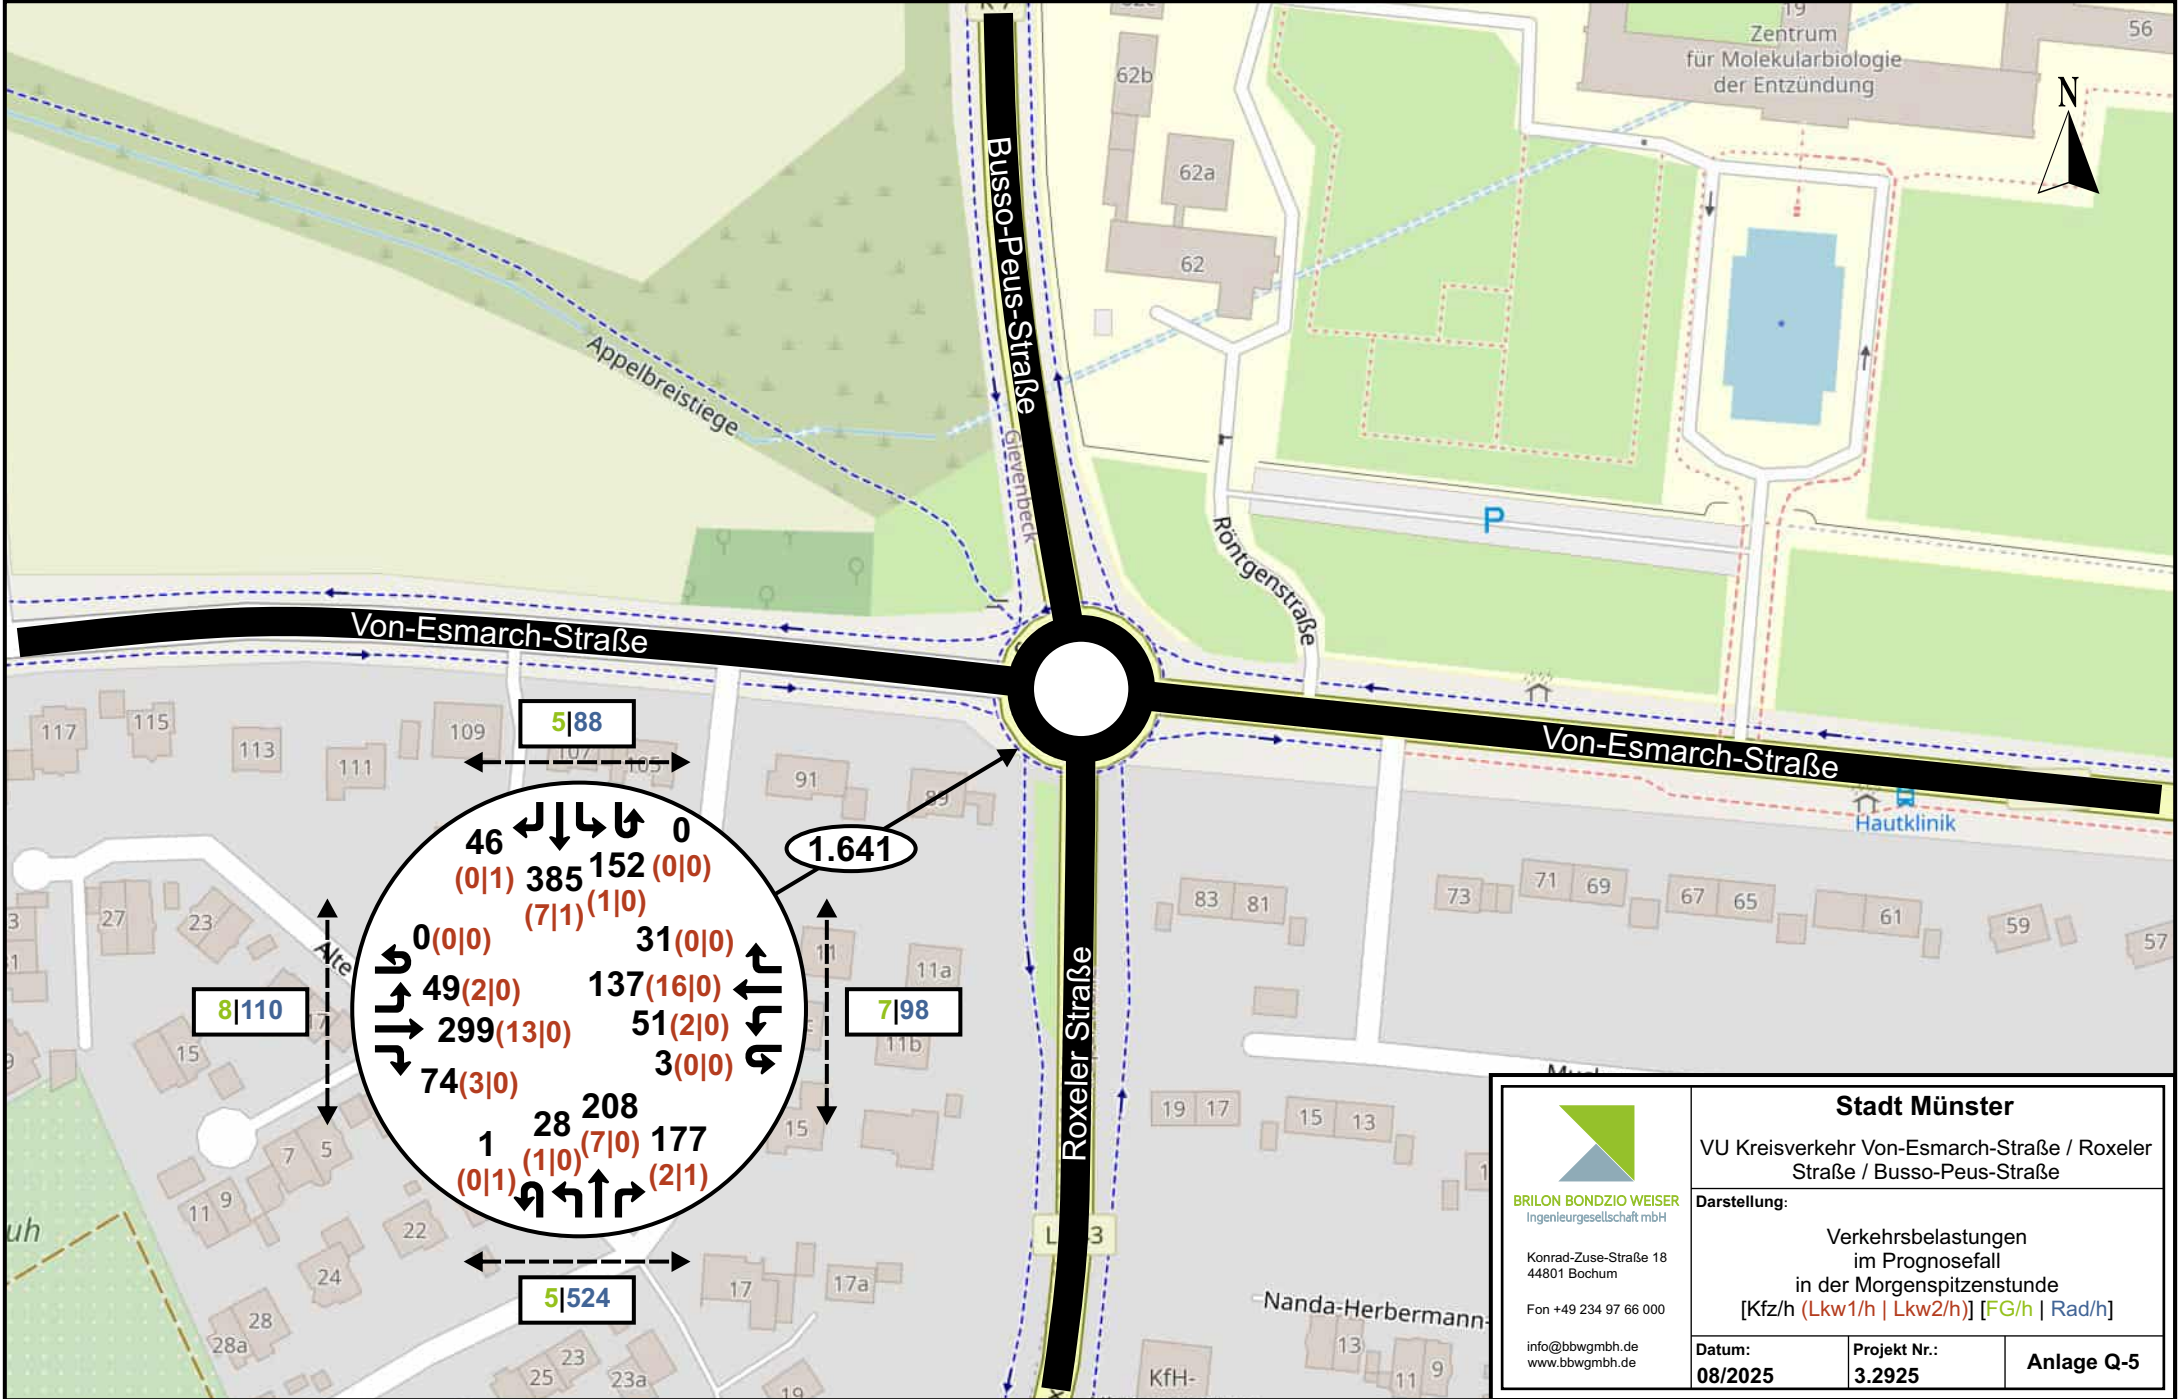 62b
62a
62
19
Zentrum
für Molekularbiologie
der Entzündung
56
N
Busso-Peus-Straße
Appelbreistiege
Gievenbeck
Röntgenstraße
P
Von-Esmarch-Straße
Von-Esmarch-Straße
Hautklinik
117
115
113
111
109
107
105
91
89
5|88
1.641
46
(0|1)
385
(7|1)
152
(1|0)
0
(0|0)
0(0|0)
49(2|0)
299(13|0)
74(3|0)
31(0|0)
137(16|0)
51(2|0)
3(0|0)
1
(0|1)
28
(1|0)
208
(7|0)
177
(2|1)
8|110
7|98
5|524
27
23
Alte
17
15
7
5
9
11
22
24
28
28a
25
23
23a
19
17
17a
11
11a
11b
15
Roxeler Straße
83
81
73
71
69
67
65
61
59
57
19
17
15
13
Nanda-Herbermann-
KfH-
13
11
9
BRILON BONDZIO WEISER
Ingenieurgesellschaft mbH
Konrad-Zuse-Straße 18
44801 Bochum
Fon +49 234 97 66 000
info@bbwgmbh.de
www.bbwgmbh.de
Stadt Münster
VU Kreisverkehr Von-Esmarch-Straße / Roxeler
Straße / Busso-Peus-Straße
Darstellung:
Verkehrsbelastungen
im Prognosefall
in der Morgenspitzenstunde
[Kfz/h (Lkw1/h | Lkw2/h)] [FG/h | Rad/h]
Datum:
08/2025
Projekt Nr.:
3.2925
Anlage Q-5